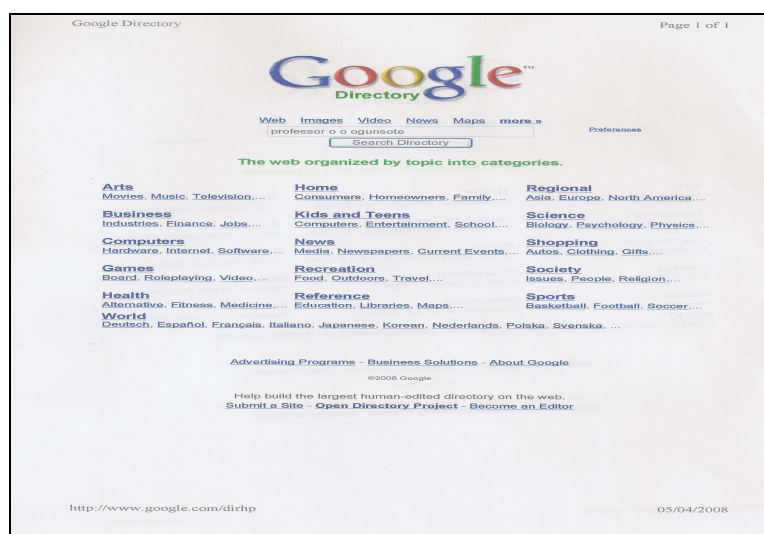 Google Directory Page 1 of 1
Google™
Directory
Web Images Video News Maps more »
professor o o ogunsote Preferences
Search Directory
The web organized by topic into categories.
Arts Home Regional
Movies, Music, Television,... Consumers, Homeowners, Family,... Asia, Europe, North America,...
Business Kids and Teens Science
Industries, Finance, Jobs,... Computers, Entertainment, School,... Biology, Psychology, Physics,...
Computers News Shopping
Hardware, Internet, Software,... Media, Newspapers, Current Events,... Autos, Clothing, Gifts,...
Games Recreation Society
Board, Roleplaying, Video,... Food, Outdoors, Travel,... Issues, People, Religion,...
Health Reference Sports
Alternative, Fitness, Medicine,... Education, Libraries, Maps,... Basketball, Football, Soccer,...
World
Deutsch, Español, Français, Italiano, Japanese, Korean, Nederlands, Polska, Svenska, ...
Advertising Programs - Business Solutions - About Google
©2008 Google
Help build the largest human-edited directory on the web.
Submit a Site - Open Directory Project - Become an Editor
http://www.google.com/dirhp 05/04/2008